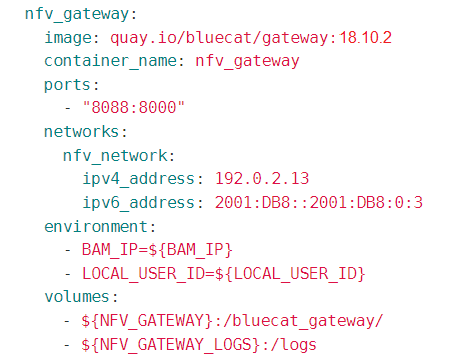 nfv_gateway:
  image: quay.io/bluecat/gateway:18.10.2
  container_name: nfv_gateway
  ports:
    - "8088:8000"
  networks:
    nfv_network:
      ipv4_address: 192.0.2.13
      ipv6_address: 2001:DB8::2001:DB8:0:3
  environment:
    - BAM_IP=${BAM_IP}
    - LOCAL_USER_ID=${LOCAL_USER_ID}
  volumes:
    - ${NFV_GATEWAY}:/bluecat_gateway/
    - ${NFV_GATEWAY_LOGS}:/logs